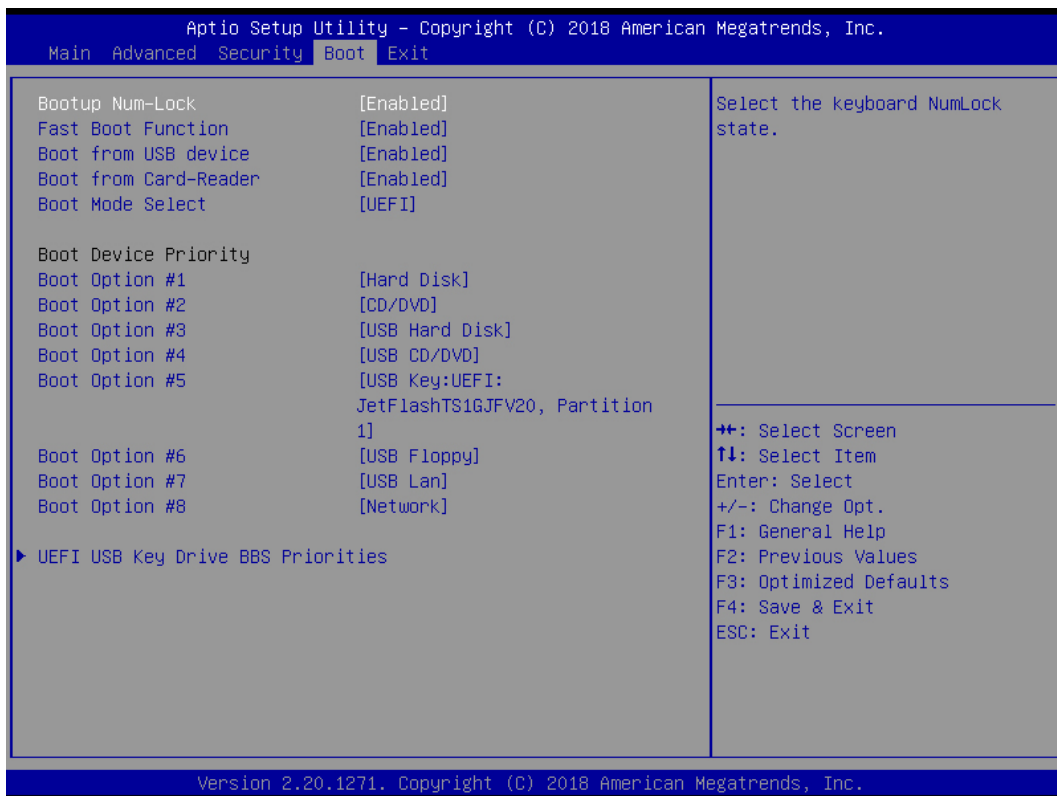 Aptio Setup Utility – Copyright (C) 2018 American Megatrends, Inc.
Main Advanced Security Boot Exit
Bootup Num-Lock [Enabled]
Fast Boot Function [Enabled]
Boot from USB device [Enabled]
Boot from Card-Reader [Enabled]
Boot Mode Select [UEFI]
Boot Device Priority
Boot Option #1 [Hard Disk]
Boot Option #2 [CD/DVD]
Boot Option #3 [USB Hard Disk]
Boot Option #4 [USB CD/DVD]
Boot Option #5 [USB Key:UEFI:
JetFlashTS1GJFV20, Partition
1]
Boot Option #6 [USB Floppy]
Boot Option #7 [USB Lan]
Boot Option #8 [Network]
▶ UEFI USB Key Drive BBS Priorities
Select the keyboard NumLock
state.
→←: Select Screen
↑↓: Select Item
Enter: Select
+/-: Change Opt.
F1: General Help
F2: Previous Values
F3: Optimized Defaults
F4: Save & Exit
ESC: Exit
Version 2.20.1271. Copyright (C) 2018 American Megatrends, Inc.